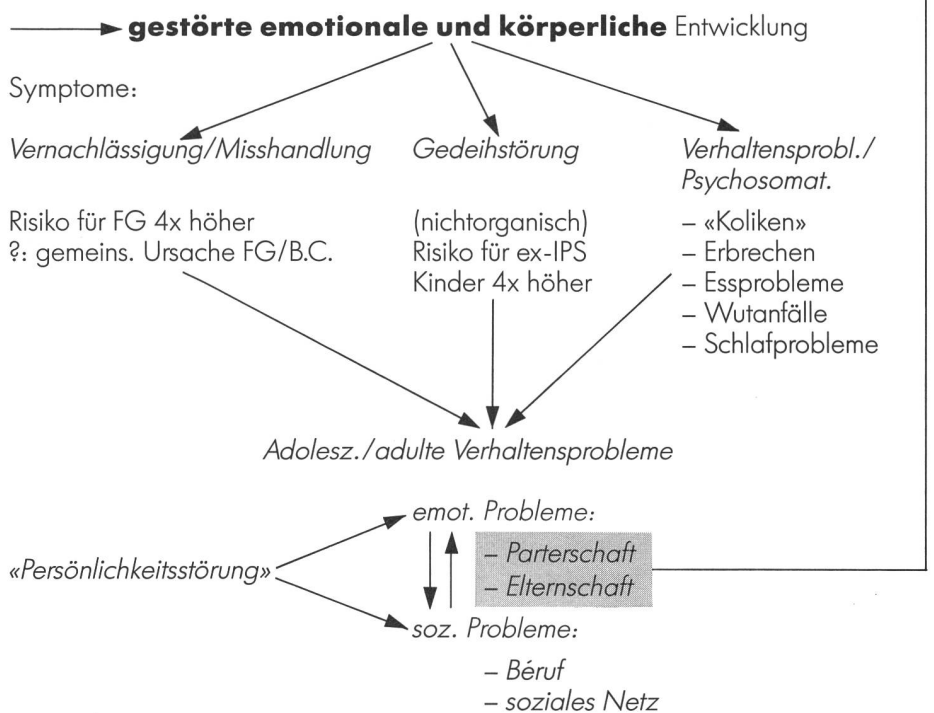 gestörte emotionale und körperliche Entwicklung
Symptome:
Vernachlässigung/Misshandlung
Risiko für FG 4x höher
?: gemeins. Ursache FG/B.C.
Gedeihstörung
(nichtorganisch)
Risiko für ex-IPS
Kinder 4x höher
Verhaltensprobl./
Psychosomat.
– «Koliken»
– Erbrechen
– Essprobleme
– Wutanfälle
– Schlafprobleme
Adolesz./adulte Verhaltensprobleme
«Persönlichkeitsstörung»
emot. Probleme:
– Parterschaft
– Elternschaft
soz. Probleme:
– Béruf
– soziales Netz